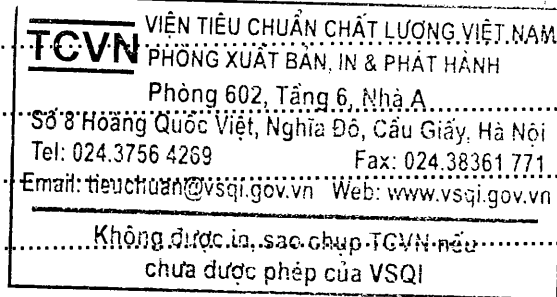 TCVN
VIỆN TIÊU CHUẨN CHẤT LƯỢNG VIỆT NAM
PHÒNG XUẤT BẢN, IN & PHÁT HÀNH
Phòng 602, Tầng 6, Nhà A
Số 8 Hoàng Quốc Việt, Nghĩa Đô, Cầu Giấy, Hà Nội
Tel: 024.3756 4269 Fax: 024.38361 771
Email: tieuchuan@vsqi.gov.vn Web: www.vsqi.gov.vn
Không được in, sao chụp TCVN nếu
chưa được phép của VSQI